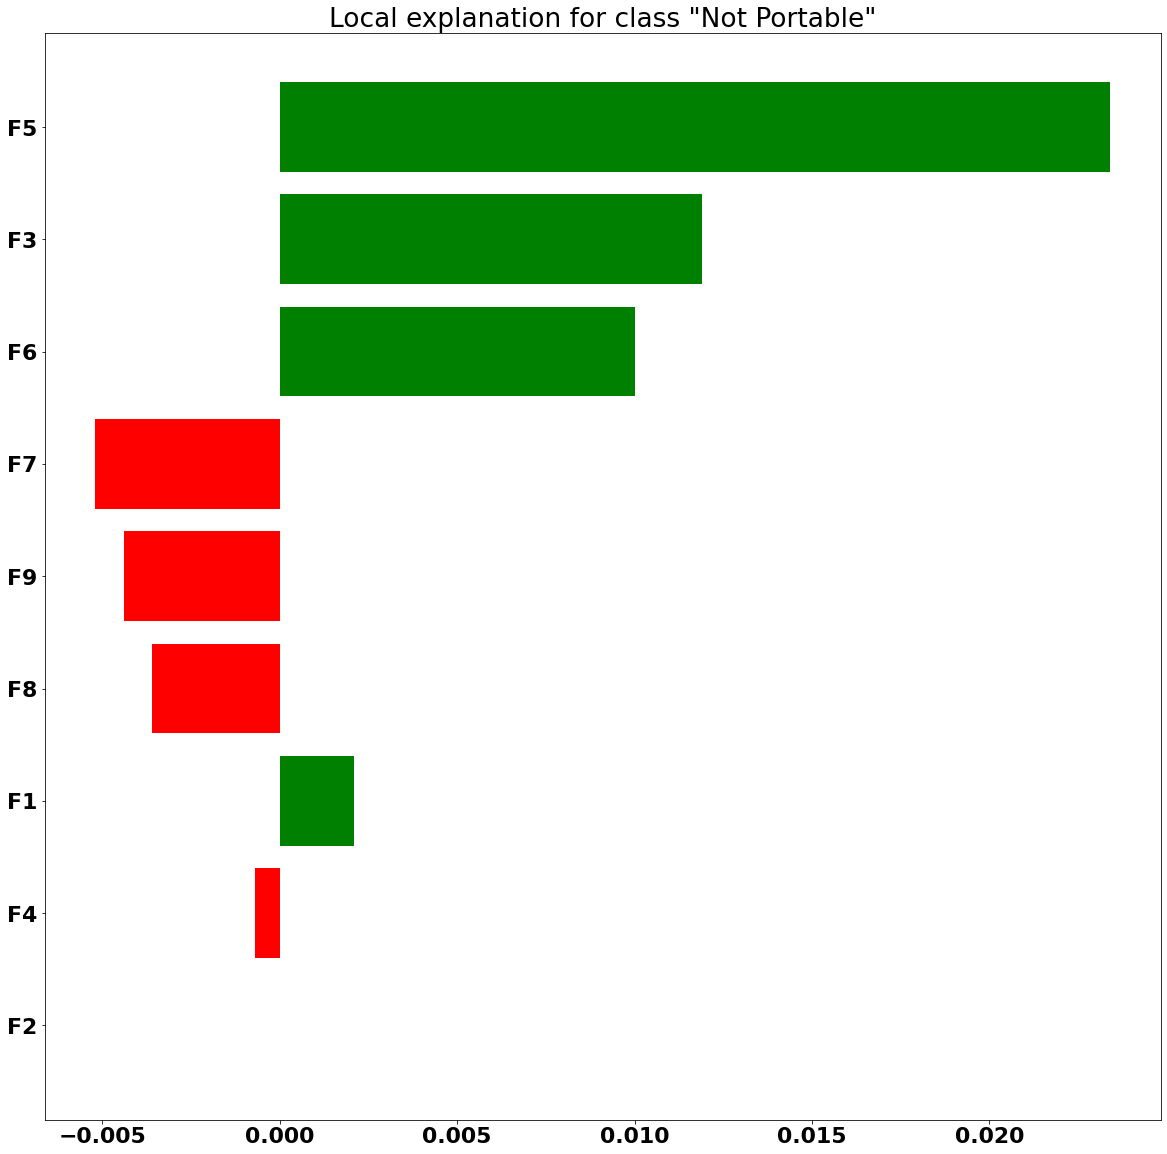 Local explanation for class "Not Portable"
F5
F3
F6
F7
F9
F8
F1
F4
F2
−0.005 0.000 0.005 0.010 0.015 0.020